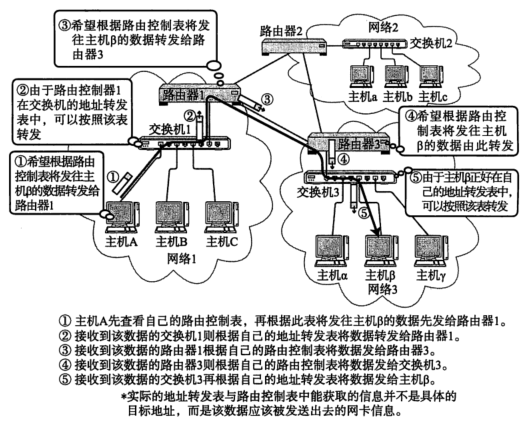 ③希望根据路由控制表将发
往主机β的数据转发给路
由器3
网络2
路由器2
交换机2
主机a
主机b
主机c
②由于路由控制器1
在交换机的地址转发
表中，可以按照该表
转发
路由器1
②
③
交换机1
④希望根据路由控
制表将发往主机
β的数据由此转发
路由器3
④
①希望根据路由
控制表将发往主
机β的数据转发给
路由器1
①
交换机3
⑤由于主机β正好在自
己的地址转发表中，
可以按照该表转发
⑤
主机A
主机B
主机C
网络1
主机α
主机β
主机γ
网络3
① 主机A先查看自己的路由控制表，再根据此表将发往主机β的数据先发给路由器1。
② 接收到该数据的交换机1则根据自己的地址转发表将数据转发给路由器1。
③ 接收到该数据的路由器1根据自己的路由控制表将数据发给路由器3。
④ 接收到该数据的路由器3则根据自己的路由控制表将数据发给交换机3。
⑤ 接收到该数据的交换机3再根据自己的地址转发表将数据发给主机β。
*实际的地址转发表与路由控制表中能获取的信息并不是具体的
目标地址，而是该数据应该被发送出去的网卡信息。